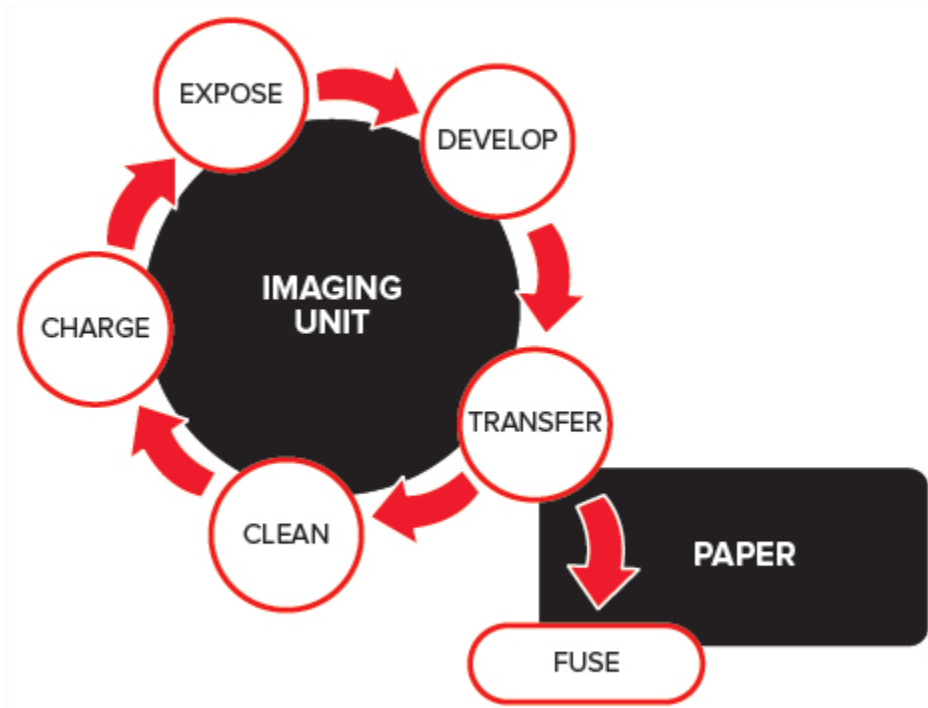 EXPOSE
DEVELOP
IMAGING
UNIT
CHARGE
TRANSFER
CLEAN
PAPER
FUSE